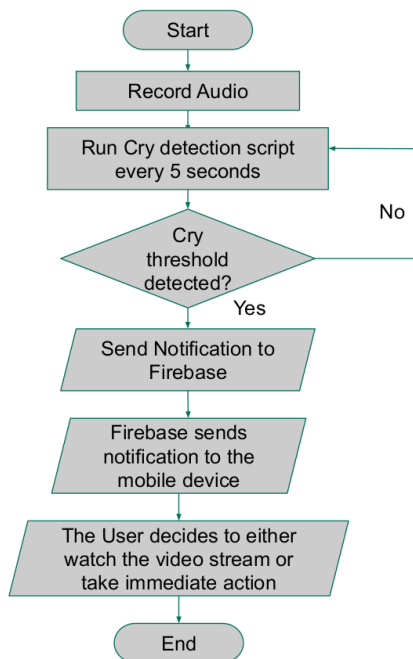 Start
Record Audio
Run Cry detection script
every 5 seconds
No
Cry
threshold
detected?
Yes
Send Notification to
Firebase
Firebase sends
notification to the
mobile device
The User decides to either
watch the video stream or
take immediate action
End